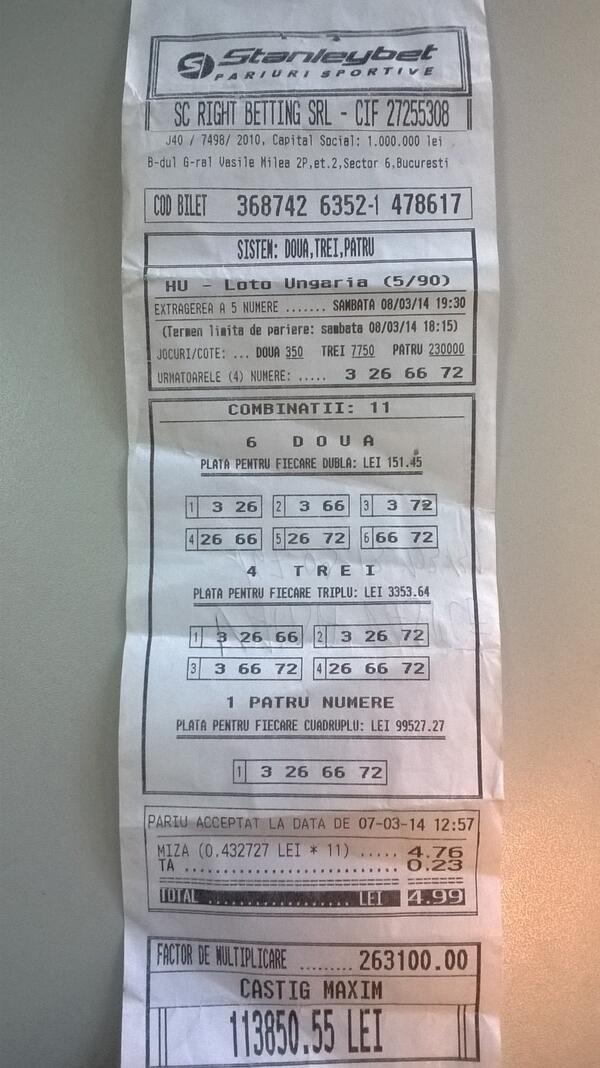 Stanleybet
PARIURI SPORTIVE
SC RIGHT BETTING SRL - CIF 27255308
J40 / 7498/ 2010, Capital Social: 1.000.000 lei
B-dul G-ral Vasile Milea 2P,et.2,Sector 6,Bucuresti
COD BILET 368742 6352-1 478617
SISTEM: DOUA,TREI,PATRU
HU - Loto Ungaria (5/90)
EXTRAGEREA A 5 NUMERE ....... SAMBATA 08/03/14 19:30
(Termen limita de pariere: sambata 08/03/14 18:15)
JOCURI/COTE: ... DOUA 350 TREI 7750 PATRU 230000
URMATOARELE (4) NUMERE: ..... 3 26 66 72
COMBINATII: 11
6 DOUA
PLATA PENTRU FIECARE DUBLA: LEI 151.45
1 3 26 2 3 66 3 3 72
4 26 66 5 26 72 6 66 72
4 TREI
PLATA PENTRU FIECARE TRIPLU: LEI 3353.64
1 3 26 66 2 3 26 72
3 3 66 72 4 26 66 72
1 PATRU NUMERE
PLATA PENTRU FIECARE CUADRUPLU: LEI 99527.27
1 3 26 66 72
PARIU ACCEPTAT LA DATA DE 07-03-14 12:57
MIZA (0.432727 LEI * 11) ..... 4.76
TA ........................ 0.23
TOTAL ................... LEI 4.99
FACTOR DE MULTIPLICARE ......... 263100.00
CASTIG MAXIM
113850.55 LEI